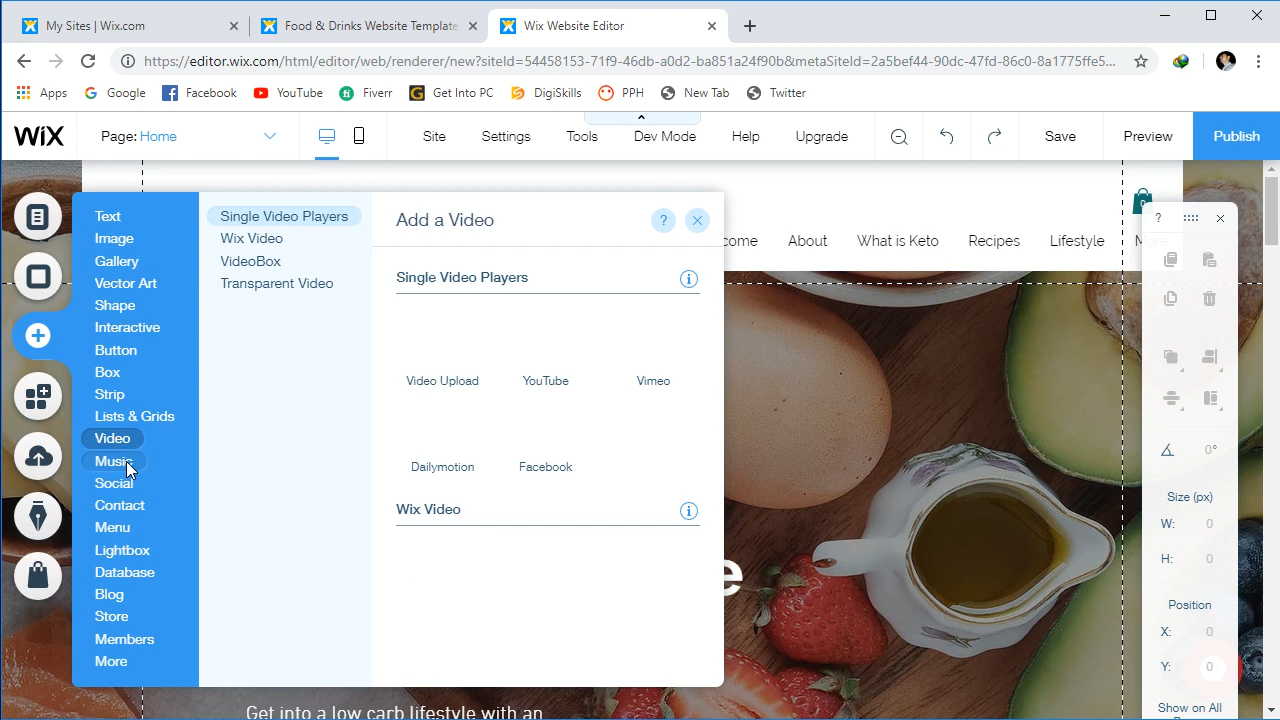 My Sites | Wix.com
Food & Drinks Website Template
Wix Website Editor
https://editor.wix.com/html/editor/web/renderer/new?siteId=54458153-71f9-46db-a0d2-ba851a24f90b&metaSiteId=2a5bef44-90dc-47fd-86c0-8a1775ffe5...
Apps
Google
Facebook
YouTube
Fiverr
Get Into PC
DigiSkills
PPH
New Tab
Twitter
WiX
Page: Home
Site
Settings
Tools
Dev Mode
Help
Upgrade
Save
Preview
Publish
Text
Image
Gallery
Vector Art
Shape
Interactive
Button
Box
Strip
Lists & Grids
Video
Music
Social
Contact
Menu
Lightbox
Database
Blog
Store
Members
More
Single Video Players
Wix Video
VideoBox
Transparent Video
Add a Video
?
Single Video Players
Video Upload
YouTube
Vimeo
Dailymotion
Facebook
Wix Video
0
About
What is Keto
Recipes
Lifestyle
More
?
0°
Size (px)
W: 0
H: 0
Position
X: 0
Y: 0
Show on All
Get into a low carb lifestyle with an